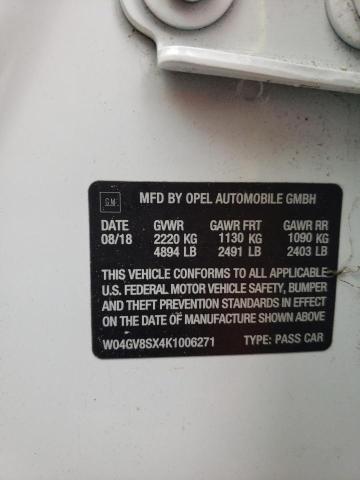 GM
MFD BY OPEL AUTOMOBILE GMBH
DATE GVWR GAWR FRT GAWR RR
08/18 2220 KG 1130 KG 1090 KG
4894 LB 2491 LB 2403 LB
THIS VEHICLE CONFORMS TO ALL APPLICABLE
U.S. FEDERAL MOTOR VEHICLE SAFETY, BUMPER
AND THEFT PREVENTION STANDARDS IN EFFECT
ON THE DATE OF MANUFACTURE SHOWN ABOVE
W04GV8SX4K1006271 TYPE: PASS CAR